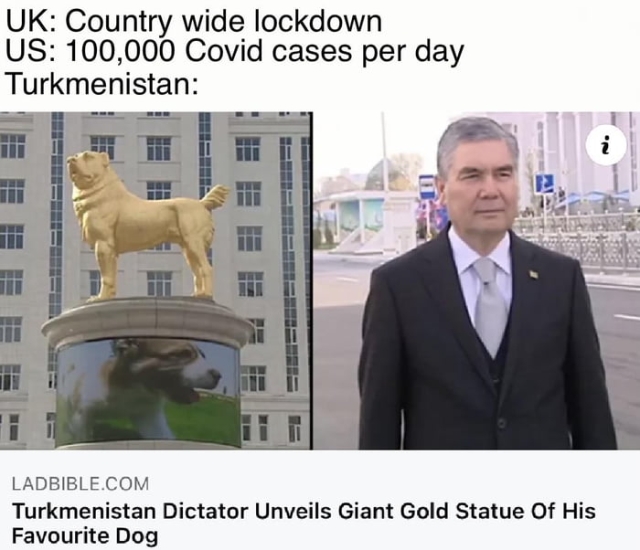 UK: Country wide lockdown
US: 100,000 Covid cases per day
Turkmenistan:
i
LADBIBLE.COM
Turkmenistan Dictator Unveils Giant Gold Statue Of His
Favourite Dog